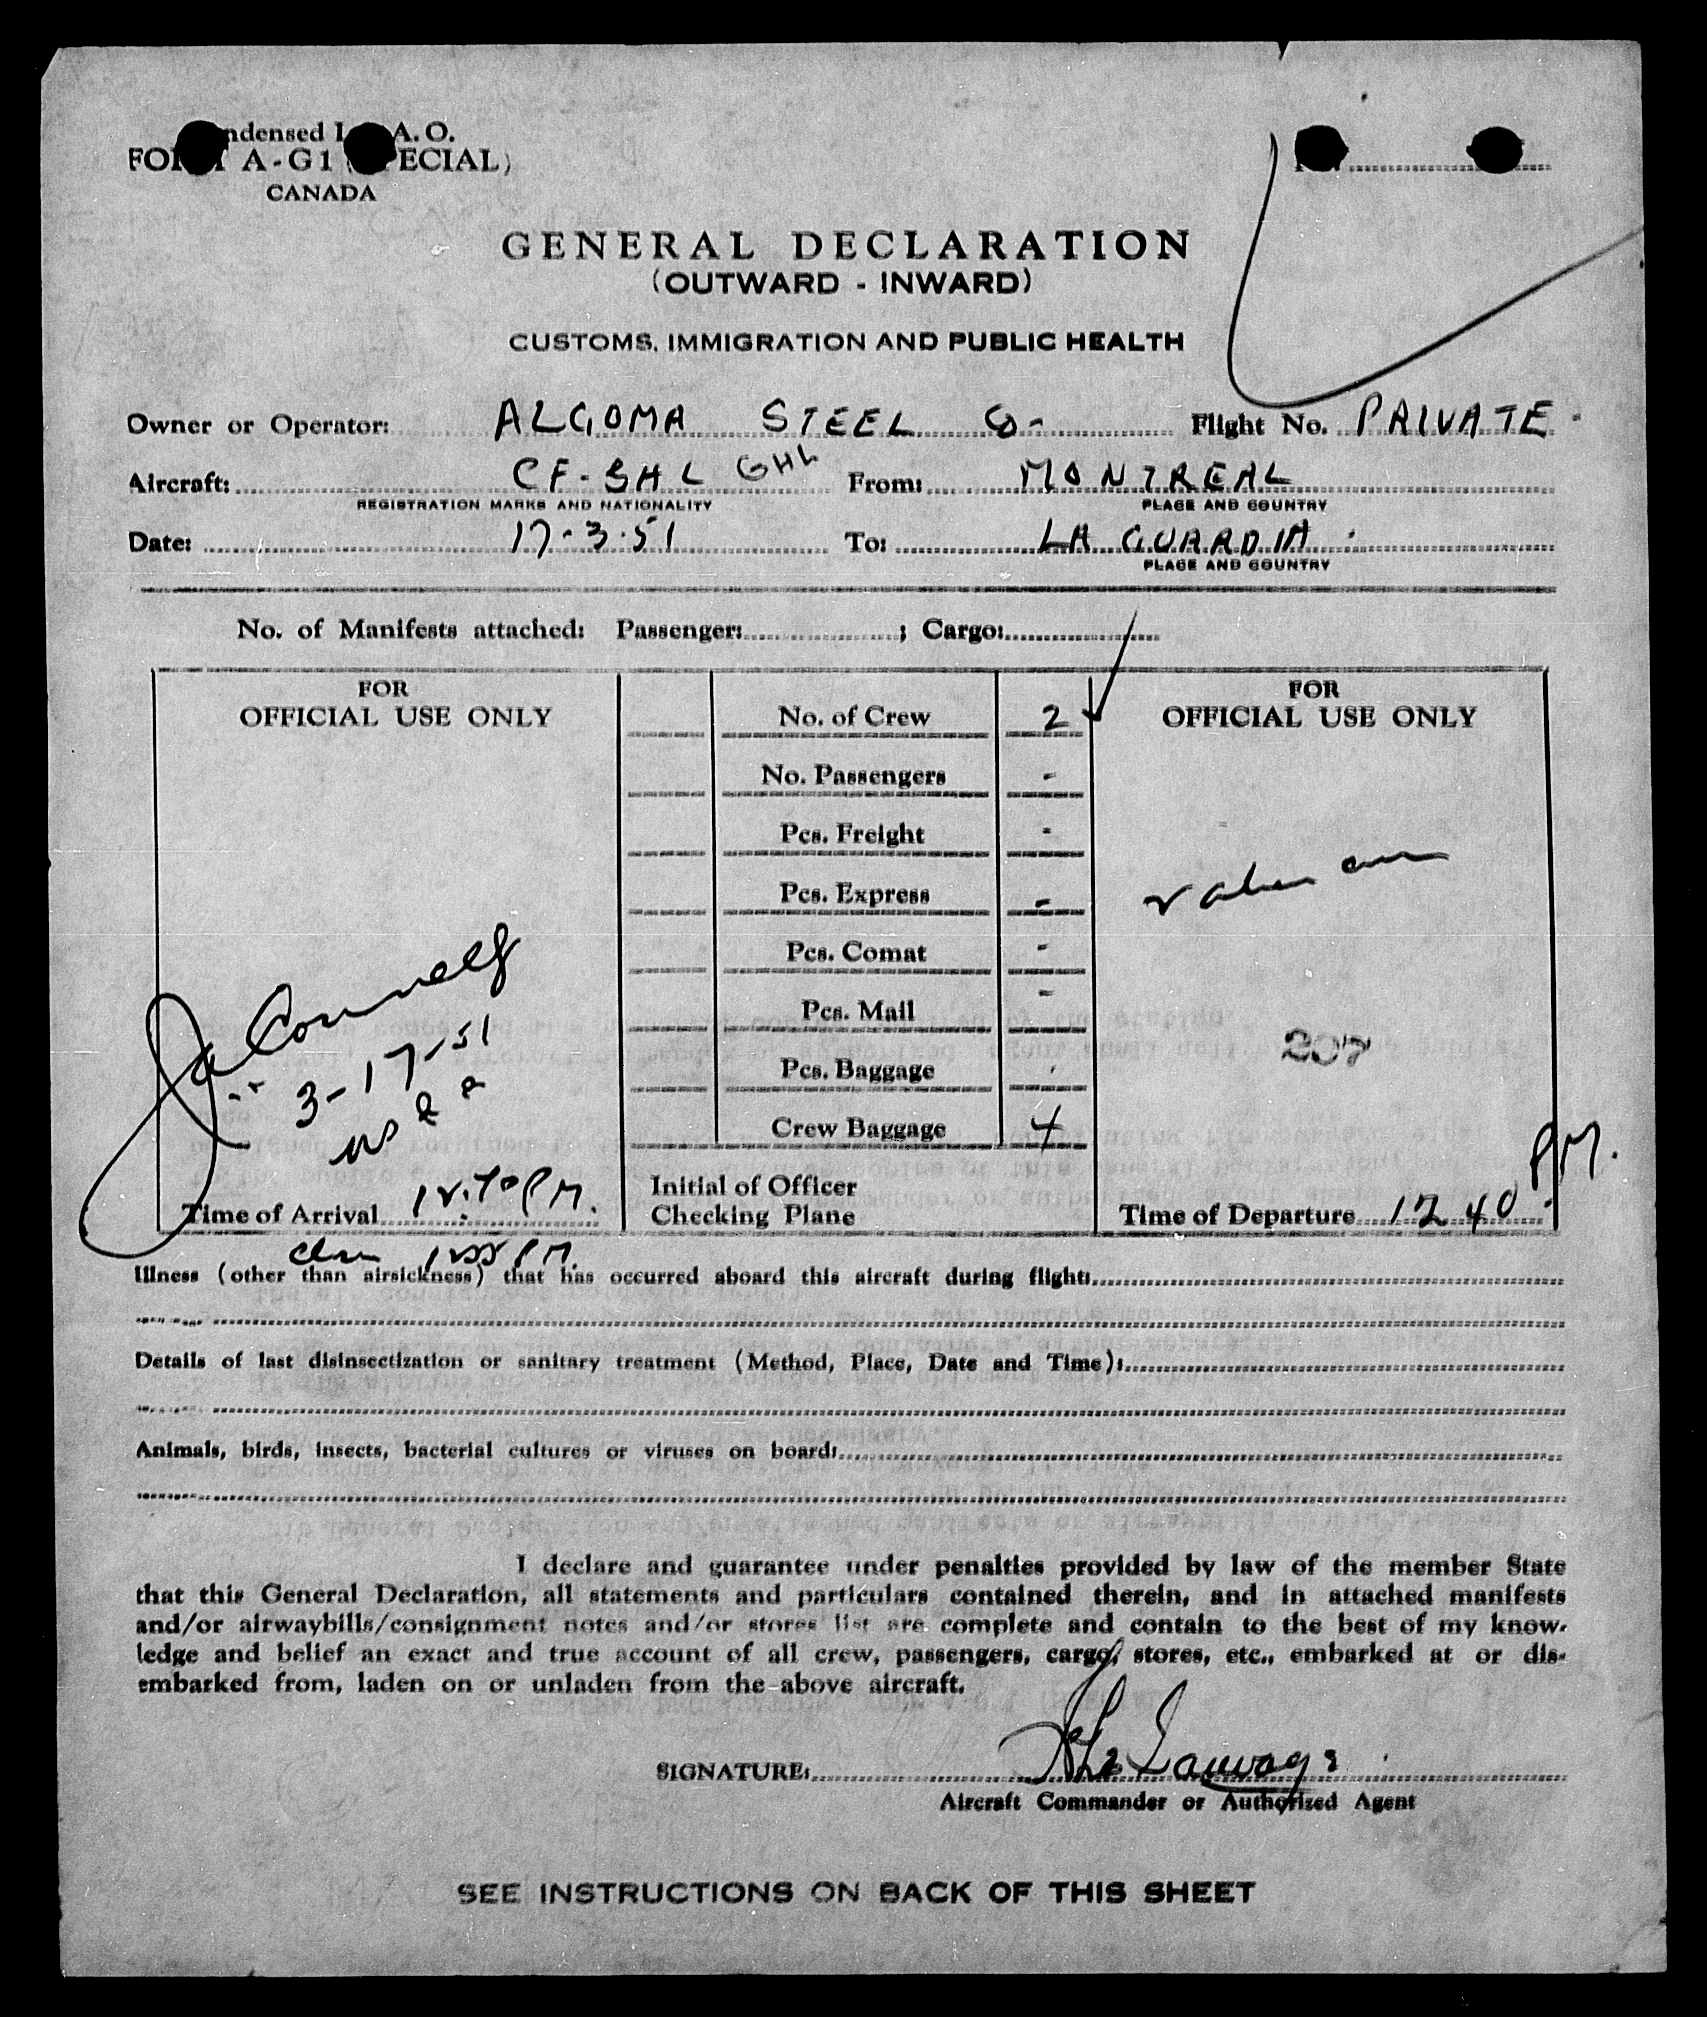 ndensed I A.O.
FO A-G1 ( PECIAL)
CANADA
GENERAL DECLARATION
(OUTWARD - INWARD)
CUSTOMS, IMMIGRATION AND PUBLIC HEALTH
Owner or Operator: ALGOMA STEEL Co- Flight No. PRIVATE
Aircraft: CF-GHL GHL From: MONTREAL
REGISTRATION MARKS AND NATIONALITY PLACE AND COUNTRY
Date: 17-3-51 To: LA GUARDIA
PLACE AND COUNTRY
No. of Manifests attached: Passenger: ; Cargo:
FOR
OFFICIAL USE ONLY
No. of Crew 2
No. Passengers -
Pcs. Freight -
Pcs. Express -
Pcs. Comat -
Pcs. Mail -
Pcs. Baggage
Crew Baggage 4
FOR
OFFICIAL USE ONLY
207
3-17-51
Time of Arrival P.M.
Initial of Officer
Checking Plane
Time of Departure 12 40 P.M.
Illness (other than airsickness) that has occurred aboard this aircraft during flight:
Details of last disinsectization or sanitary treatment (Method, Place, Date and Time):
Animals, birds, insects, bacterial cultures or viruses on board:
I declare and guarantee under penalties provided by law of the member State
that this General Declaration, all statements and particulars contained therein, and in attached manifests
and/or airwaybills/consignment notes and/or stores list are complete and contain to the best of my know-
ledge and belief an exact and true account of all crew, passengers, cargo, stores, etc., embarked at or dis-
embarked from, laden on or unladen from the above aircraft.
SIGNATURE:
Aircraft Commander or Authorized Agent
SEE INSTRUCTIONS ON BACK OF THIS SHEET